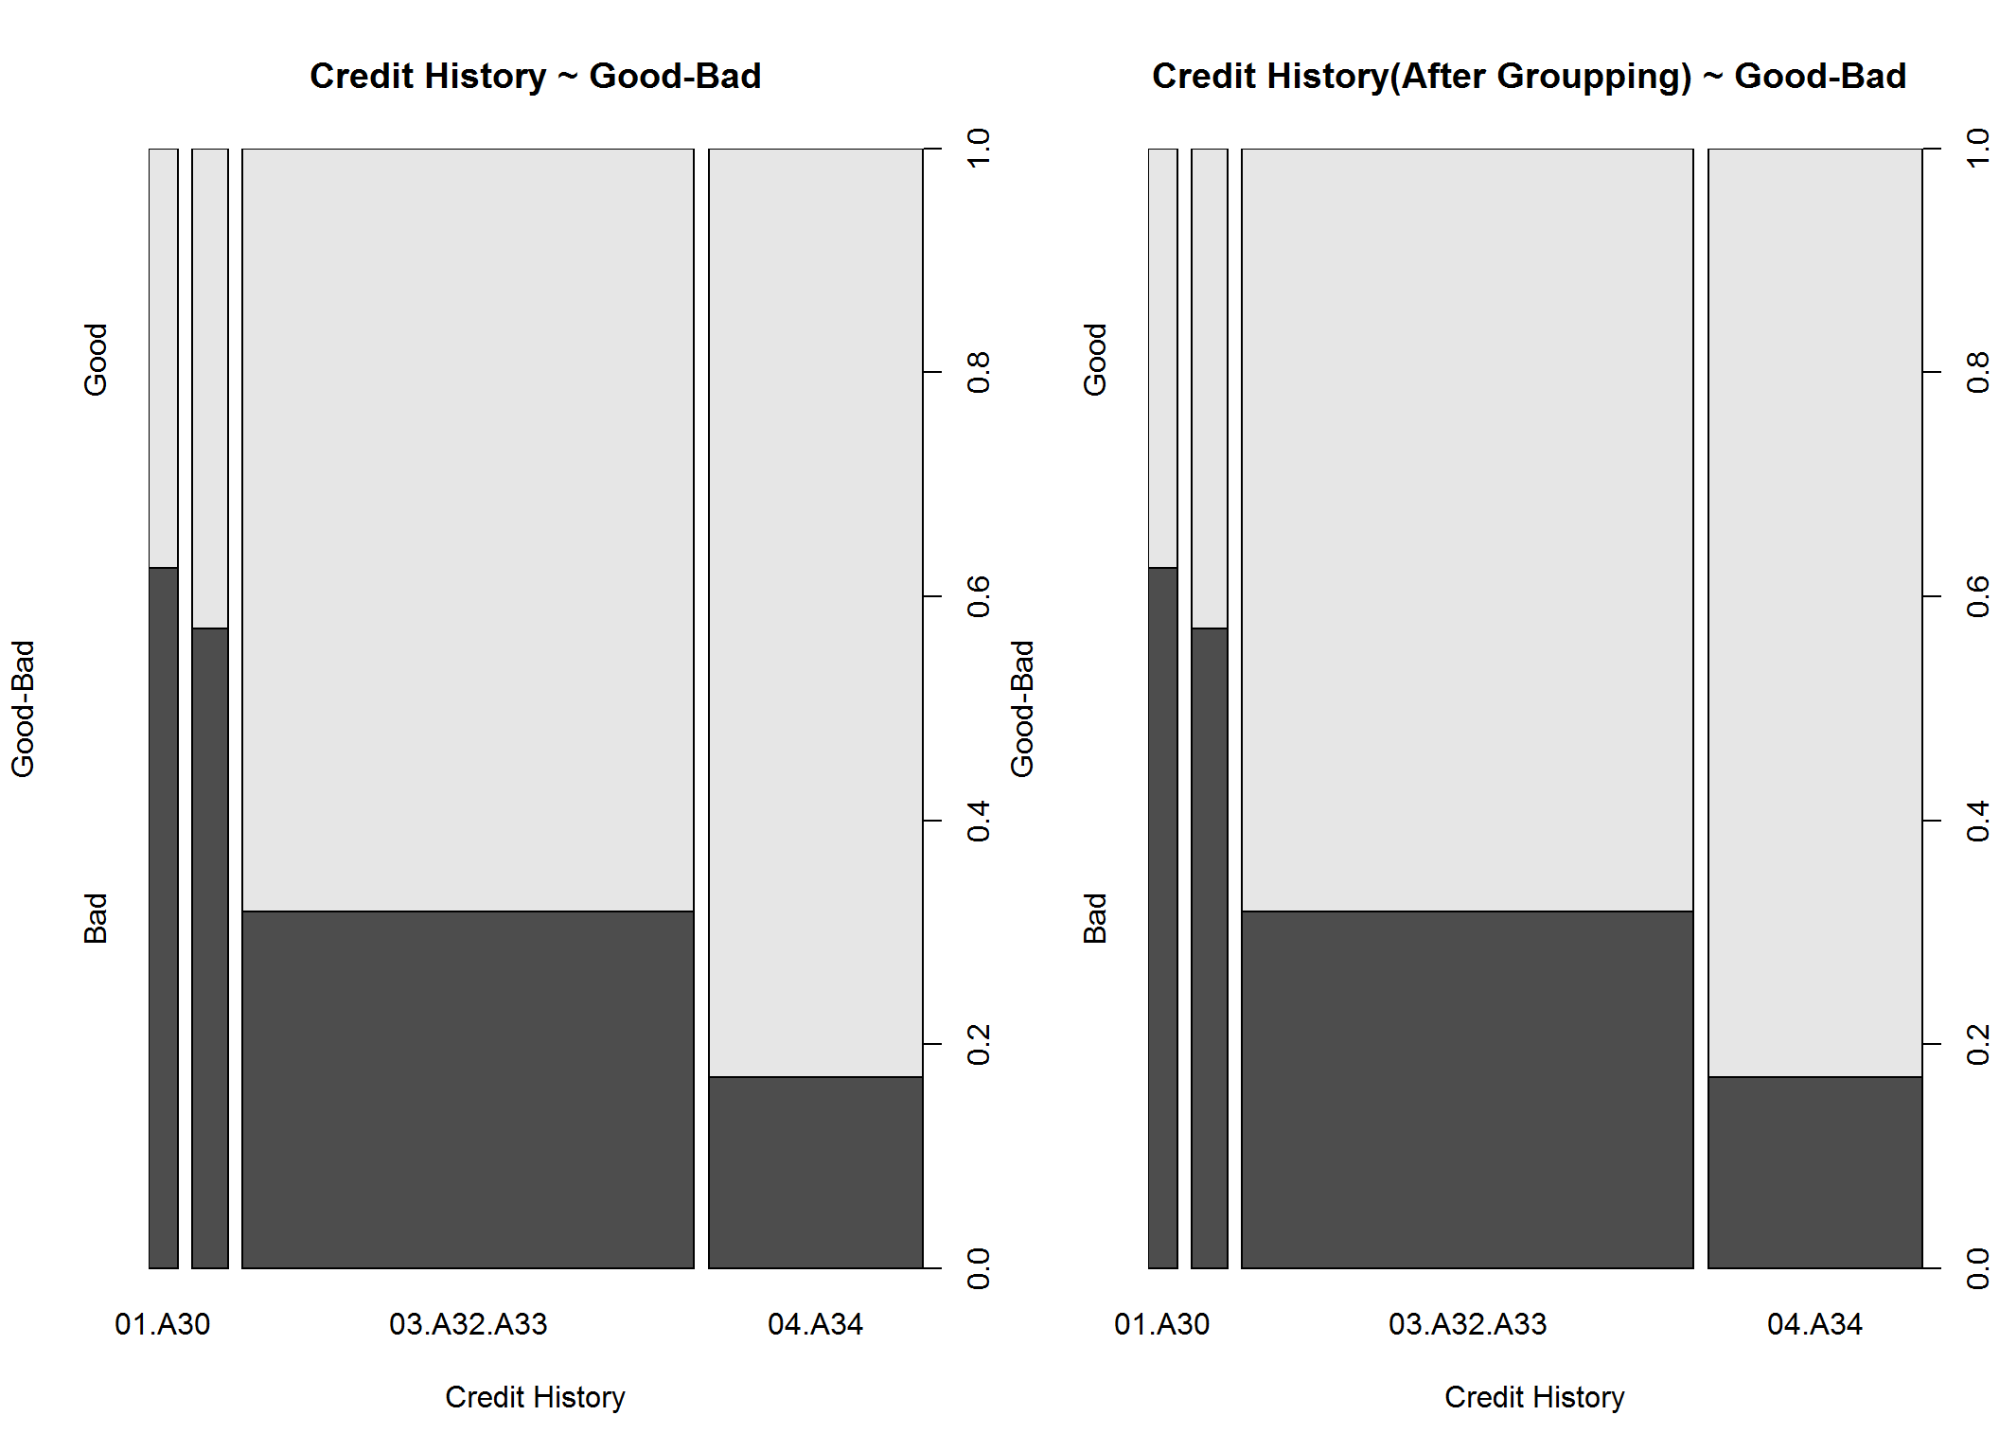 Credit History ~ Good-Bad
Good-Bad
Good
Bad
1.0
0.8
0.6
0.4
0.2
0.0
01.A30
03.A32.A33
04.A34
Credit History
Credit History(After Groupping) ~ Good-Bad
Good-Bad
Good
Bad
1.0
0.8
0.6
0.4
0.2
0.0
01.A30
03.A32.A33
04.A34
Credit History